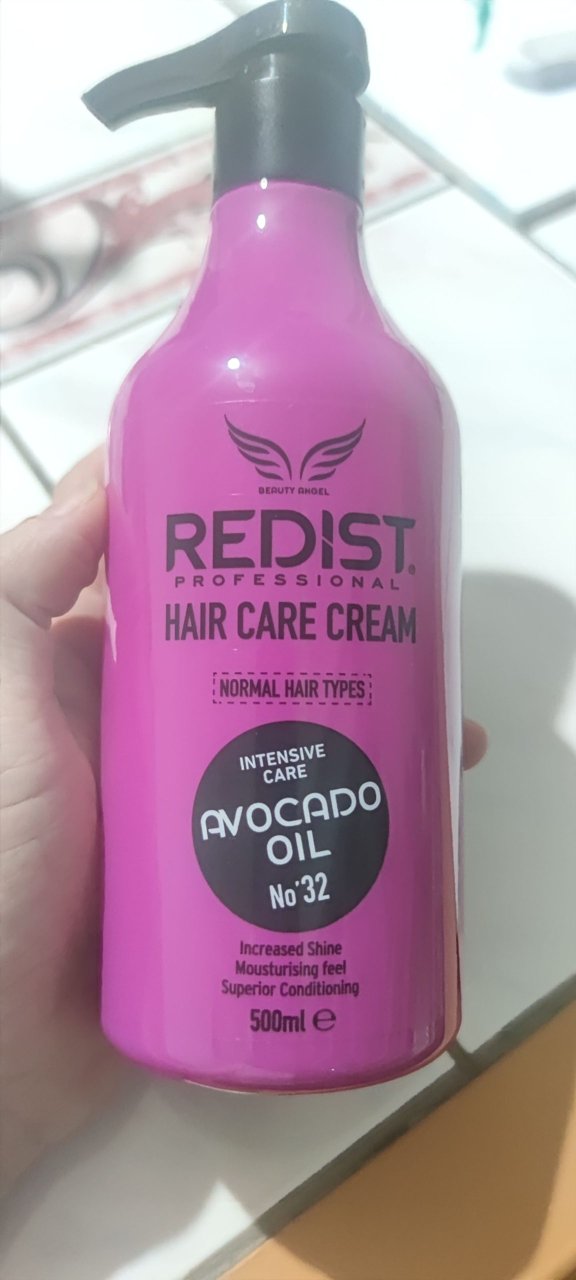 BEAUTY ANGEL
REDIST®
PROFESSIONAL
HAIR CARE CREAM
NORMAL HAIR TYPES
INTENSIVE
CARE
AVOCADO
OIL
No'32
Increased Shine
Mousturising feel
Superior Conditioning
500ml ℮